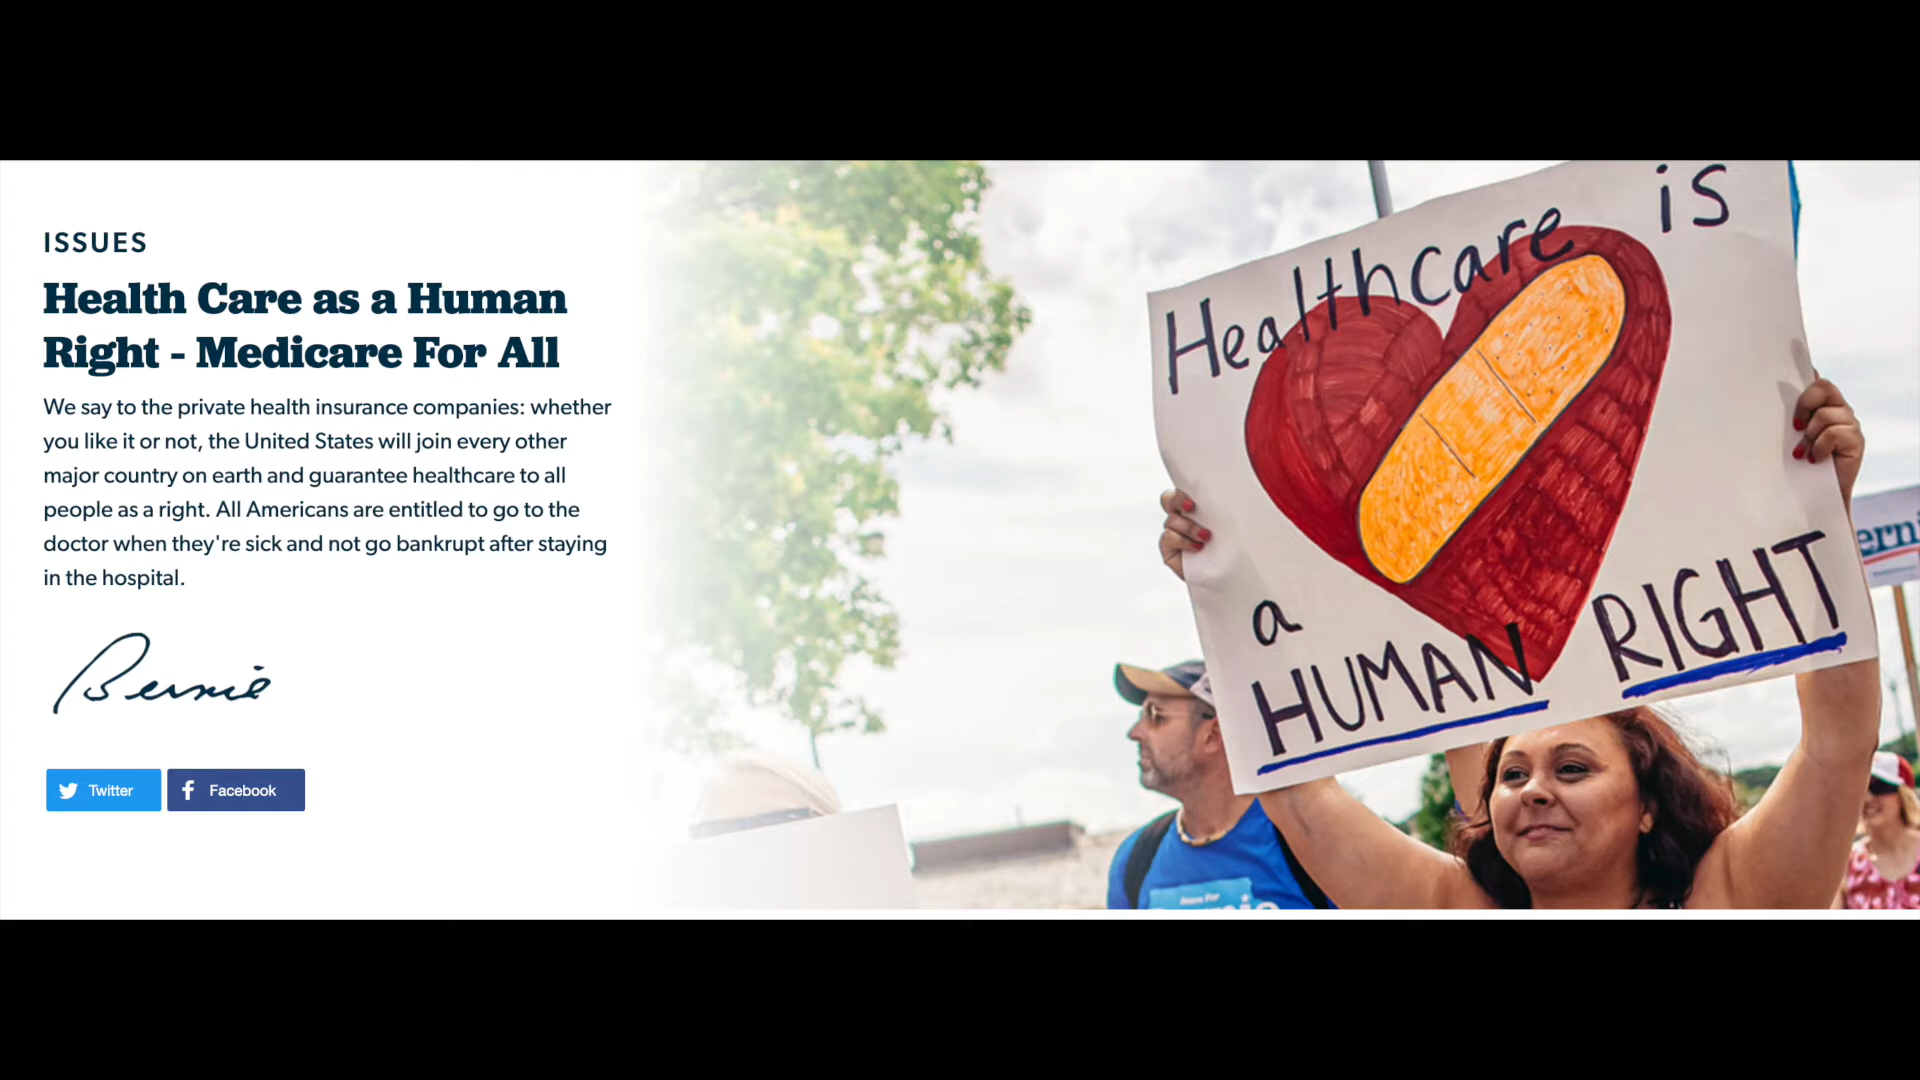 ISSUES
Health Care as a Human
Right - Medicare For All
We say to the private health insurance companies: whether
you like it or not, the United States will join every other
major country on earth and guarantee healthcare to all
people as a right. All Americans are entitled to go to the
doctor when they're sick and not go bankrupt after staying
in the hospital.
Bernie
Twitter
Facebook
Healthcare is
a
HUMAN RIGHT